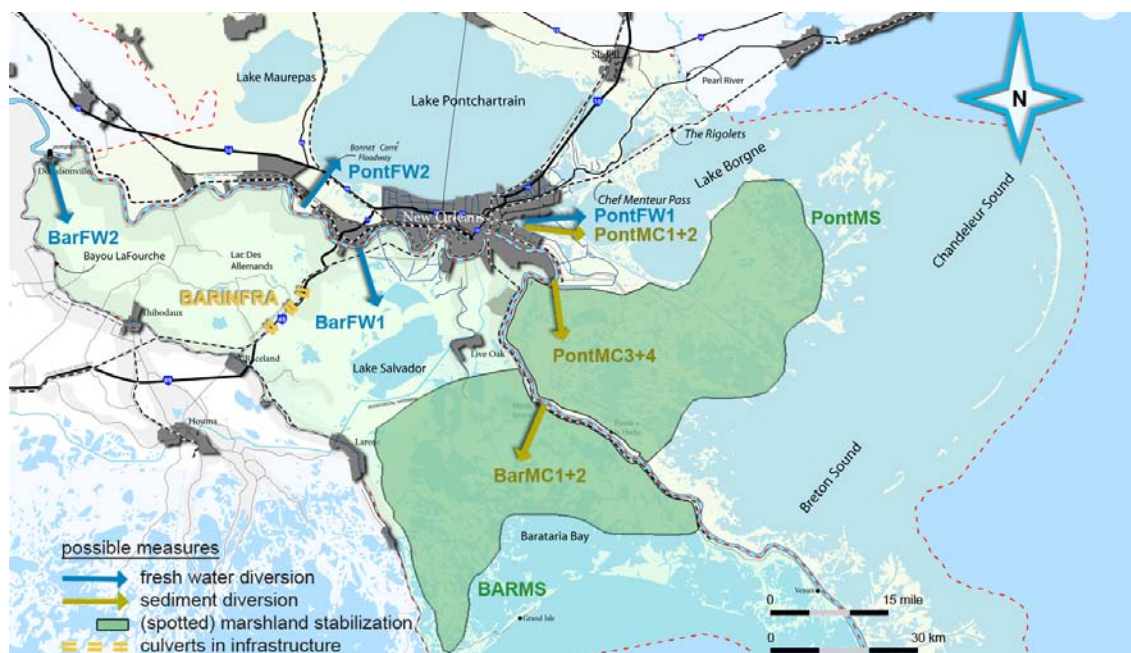 Slidell
Lake Maurepas
Pearl River
N
Lake Pontchartrain
The Rigolets
Bonnet Carré
Floodway
PontFW2
Lake Borgne
Chef Menteur Pass
New Orleans
PontFW1
PontMC1+2
PontMS
Chandeleur Sound
BarFW2
Bayou LaFourche
Lac Des
Allemands
BARINFRA
BarFW1
Thibodaux
Raceland
Lake Salvador
Live Oak
PontMC3+4
Houma
Larose
BarMC1+2
Breton Sound
Barataria Bay
BARMS
Grand Isle
Venice
possible measures
fresh water diversion
sediment diversion
(spotted) marshland stabilization
culverts in infrastructure
0 15 mile
0 30 km